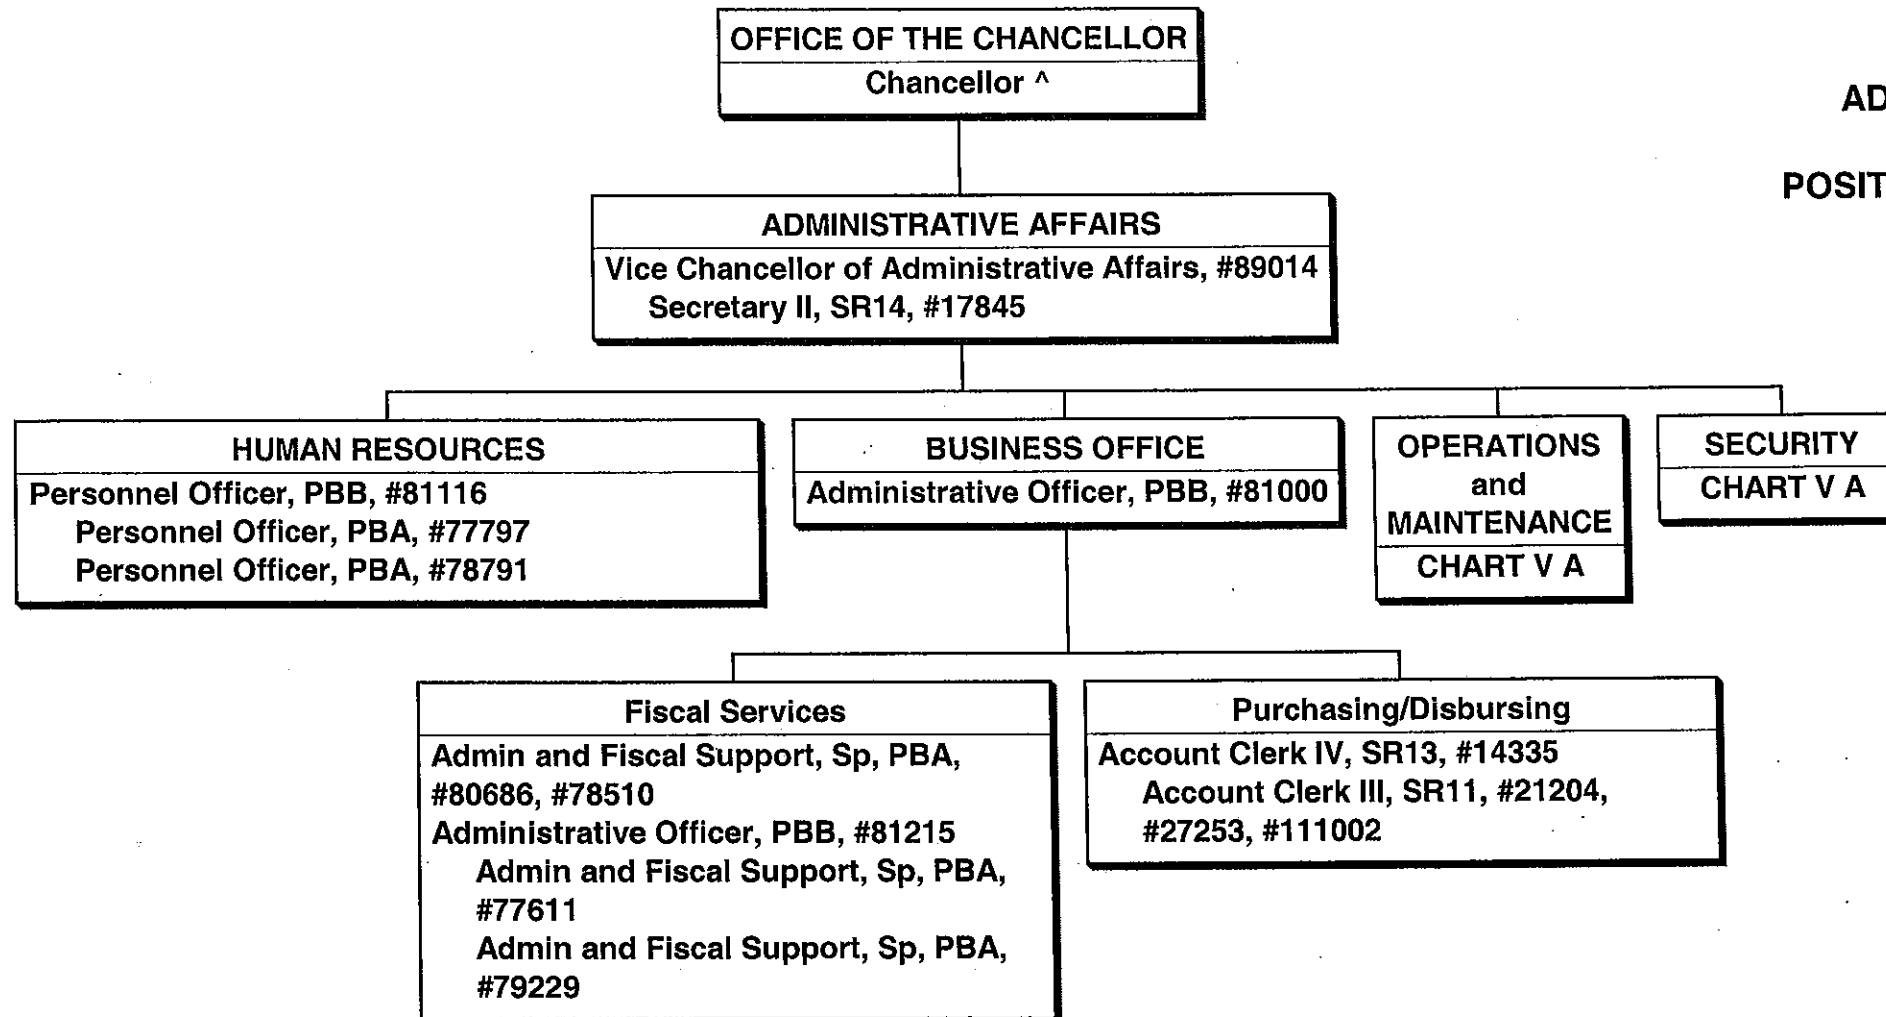 OFFICE OF THE CHANCELLOR
Chancellor ^
AD
POSIT
ADMINISTRATIVE AFFAIRS
Vice Chancellor of Administrative Affairs, #89014
Secretary II, SR14, #17845
HUMAN RESOURCES
Personnel Officer, PBB, #81116
Personnel Officer, PBA, #77797
Personnel Officer, PBA, #78791
BUSINESS OFFICE
Administrative Officer, PBB, #81000
OPERATIONS
and
MAINTENANCE
CHART V A
SECURITY
CHART V A
Fiscal Services
Admin and Fiscal Support, Sp, PBA,
#80686, #78510
Administrative Officer, PBB, #81215
Admin and Fiscal Support, Sp, PBA,
#77611
Admin and Fiscal Support, Sp, PBA,
#79229
Purchasing/Disbursing
Account Clerk IV, SR13, #14335
Account Clerk III, SR11, #21204,
#27253, #111002